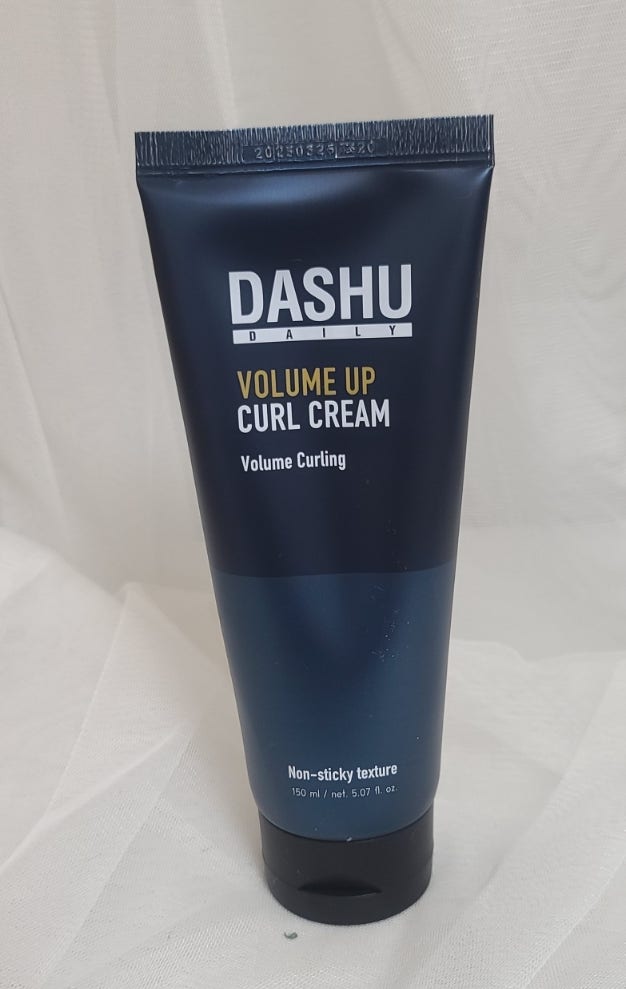 DASHU
DAILY
VOLUME UP
CURL CREAM
Volume Curling
Non-sticky texture
150 ml / net. 5.07 fl. oz.